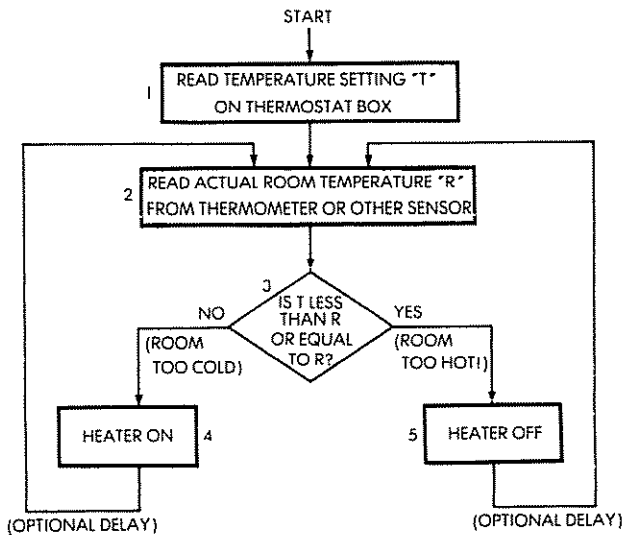 START
1
READ TEMPERATURE SETTING "T"
ON THERMOSTAT BOX
2
READ ACTUAL ROOM TEMPERATURE "R"
FROM THERMOMETER OR OTHER SENSOR
3
IS T LESS
THAN R
OR EQUAL
TO R?
NO
(ROOM
TOO COLD)
YES
(ROOM
TOO HOT!)
HEATER ON
4
5
HEATER OFF
(OPTIONAL DELAY)
(OPTIONAL DELAY)